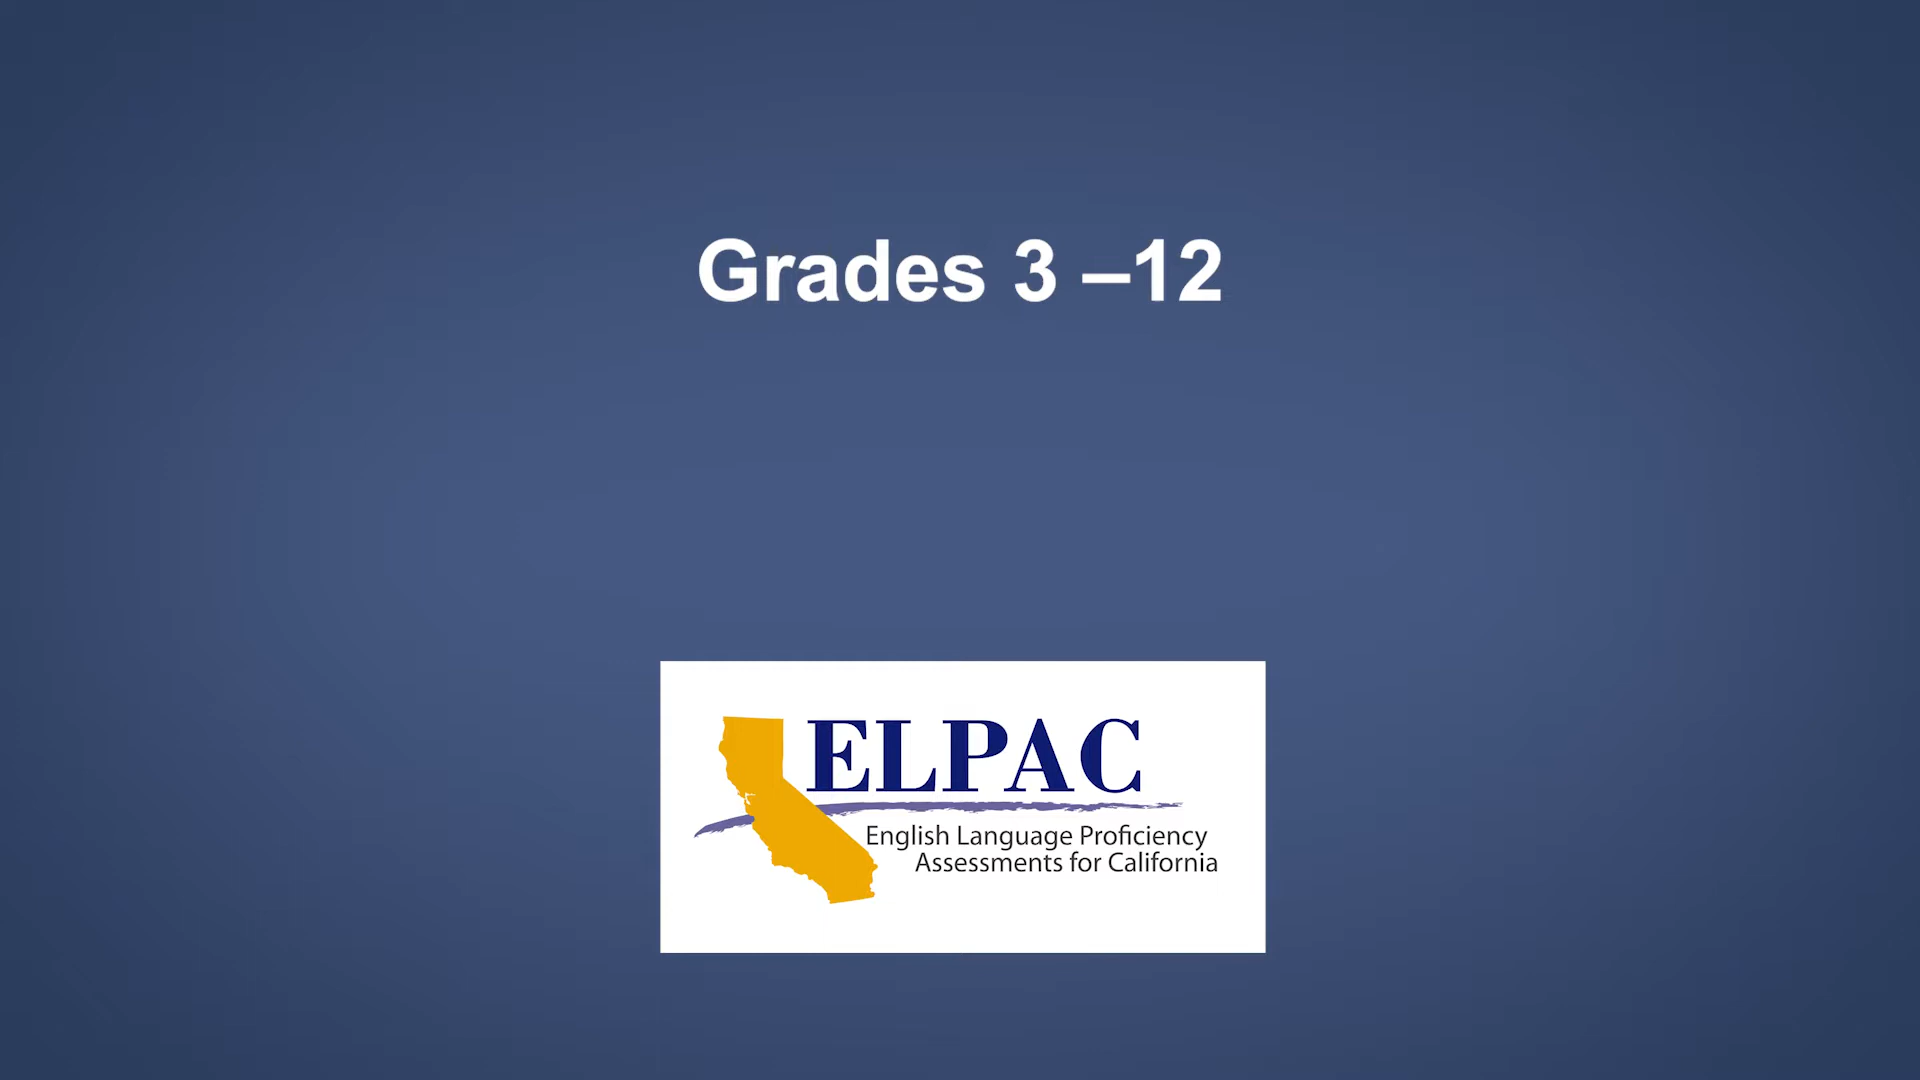 Grades 3 –12
ELPAC
English Language Proficiency
Assessments for California